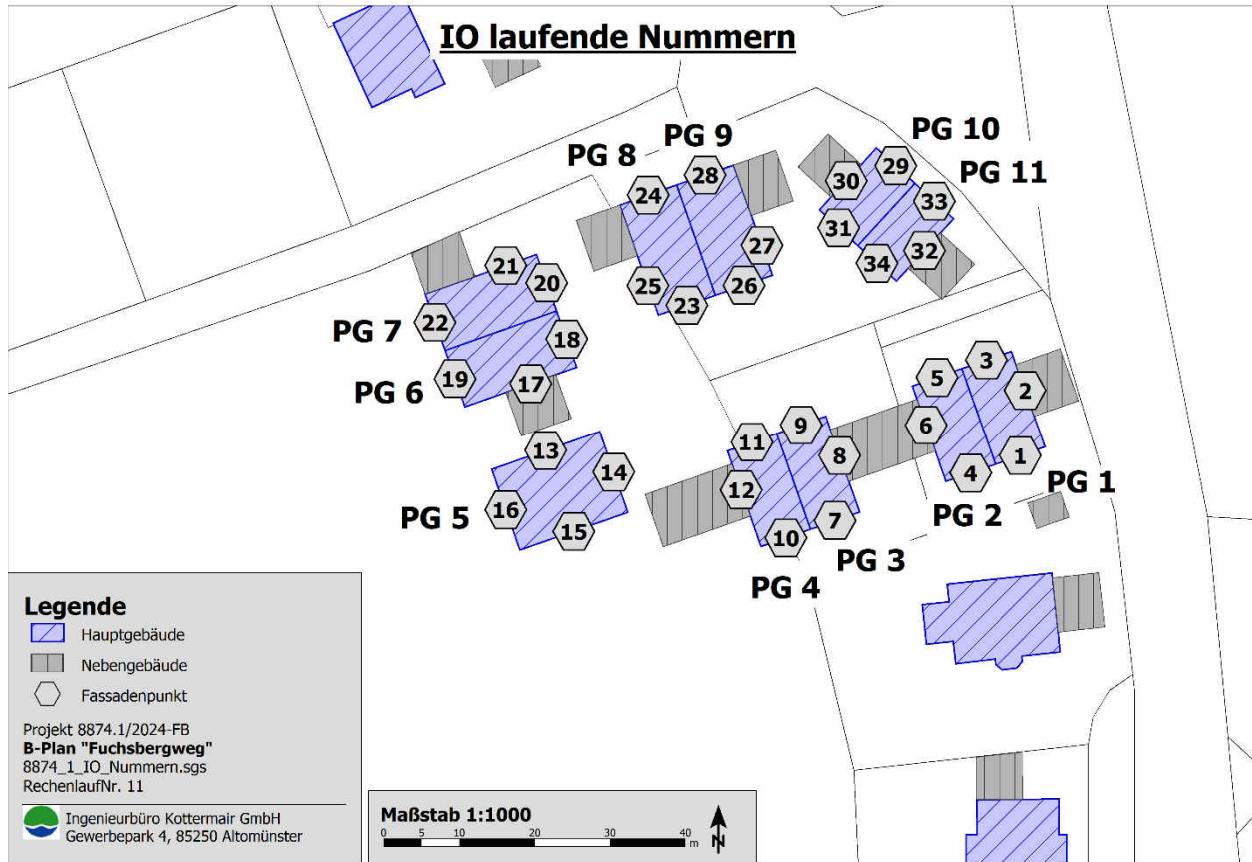 IO laufende Nummern
PG 10
PG 9
PG 8
PG 11
28
29
30
24
33
31
27
32
34
21
20
25
26
23
22
PG 7
18
3
19
17
5
2
PG 6
9
6
11
13
8
1
14
12
4
PG 1
16
PG 5
7
PG 2
15
10
PG 3
PG 4
Legende
Hauptgebäude
Nebengebäude
Fassadenpunkt
Projekt 8874.1/2024-FB
B-Plan "Fuchsbergweg"
8874_1_IO_Nummern.sgs
RechenlaufNr. 11
Ingenieurbüro Kottermair GmbH
Gewerbepark 4, 85250 Altomünster
Maßstab 1:1000
0 5 10 20 30 40
m
N